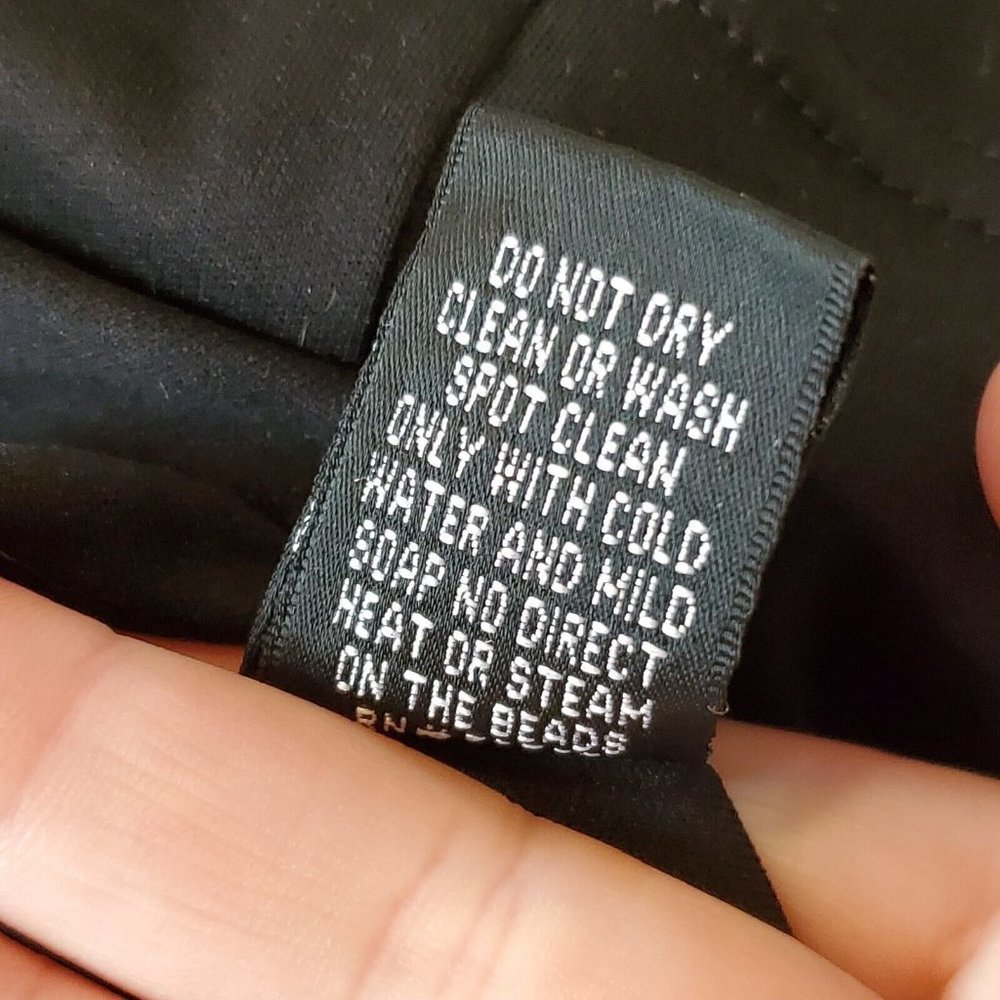 DO NOT DRY
CLEAN OR WASH
SPOT CLEAN
ONLY WITH COLD
WATER AND MILD
SOAP NO DIRECT
HEAT OR STEAM
ON THE BEADS
RN #